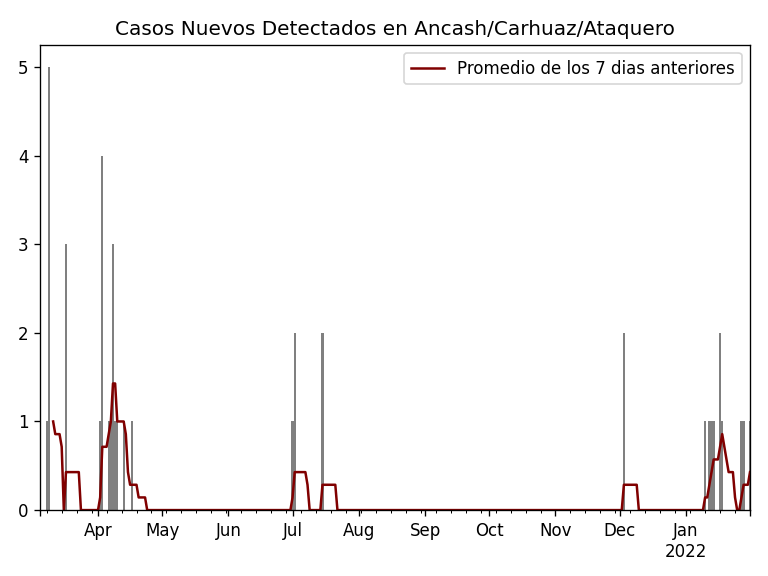 Casos Nuevos Detectados en Ancash/Carhuaz/Ataquero
Promedio de los 7 dias anteriores
5
4
3
2
1
0
Apr May Jun Jul Aug Sep Oct Nov Dec Jan
2022